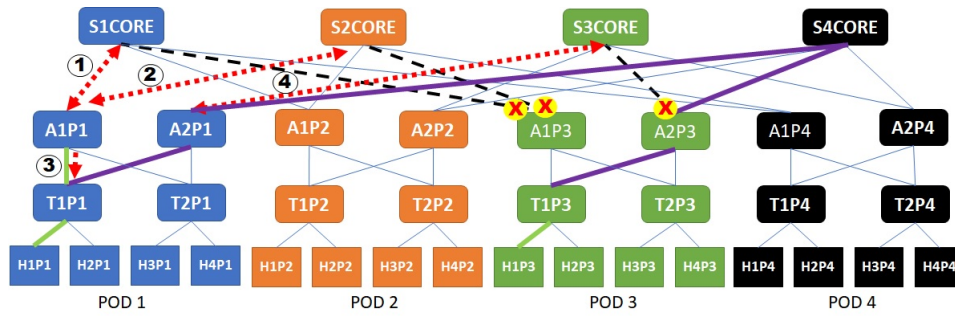 S1CORE S2CORE S3CORE S4CORE
1 2 4
X X X
A1P1 A2P1 A1P2 A2P2 A1P3 A2P3 A1P4 A2P4
3
T1P1 T2P1 T1P2 T2P2 T1P3 T2P3 T1P4 T2P4
H1P1 H2P1 H3P1 H4P1 H1P2 H2P2 H3P2 H4P2 H1P3 H2P3 H3P3 H4P3 H1P4 H2P4 H3P4 H4P4
POD 1 POD 2 POD 3 POD 4